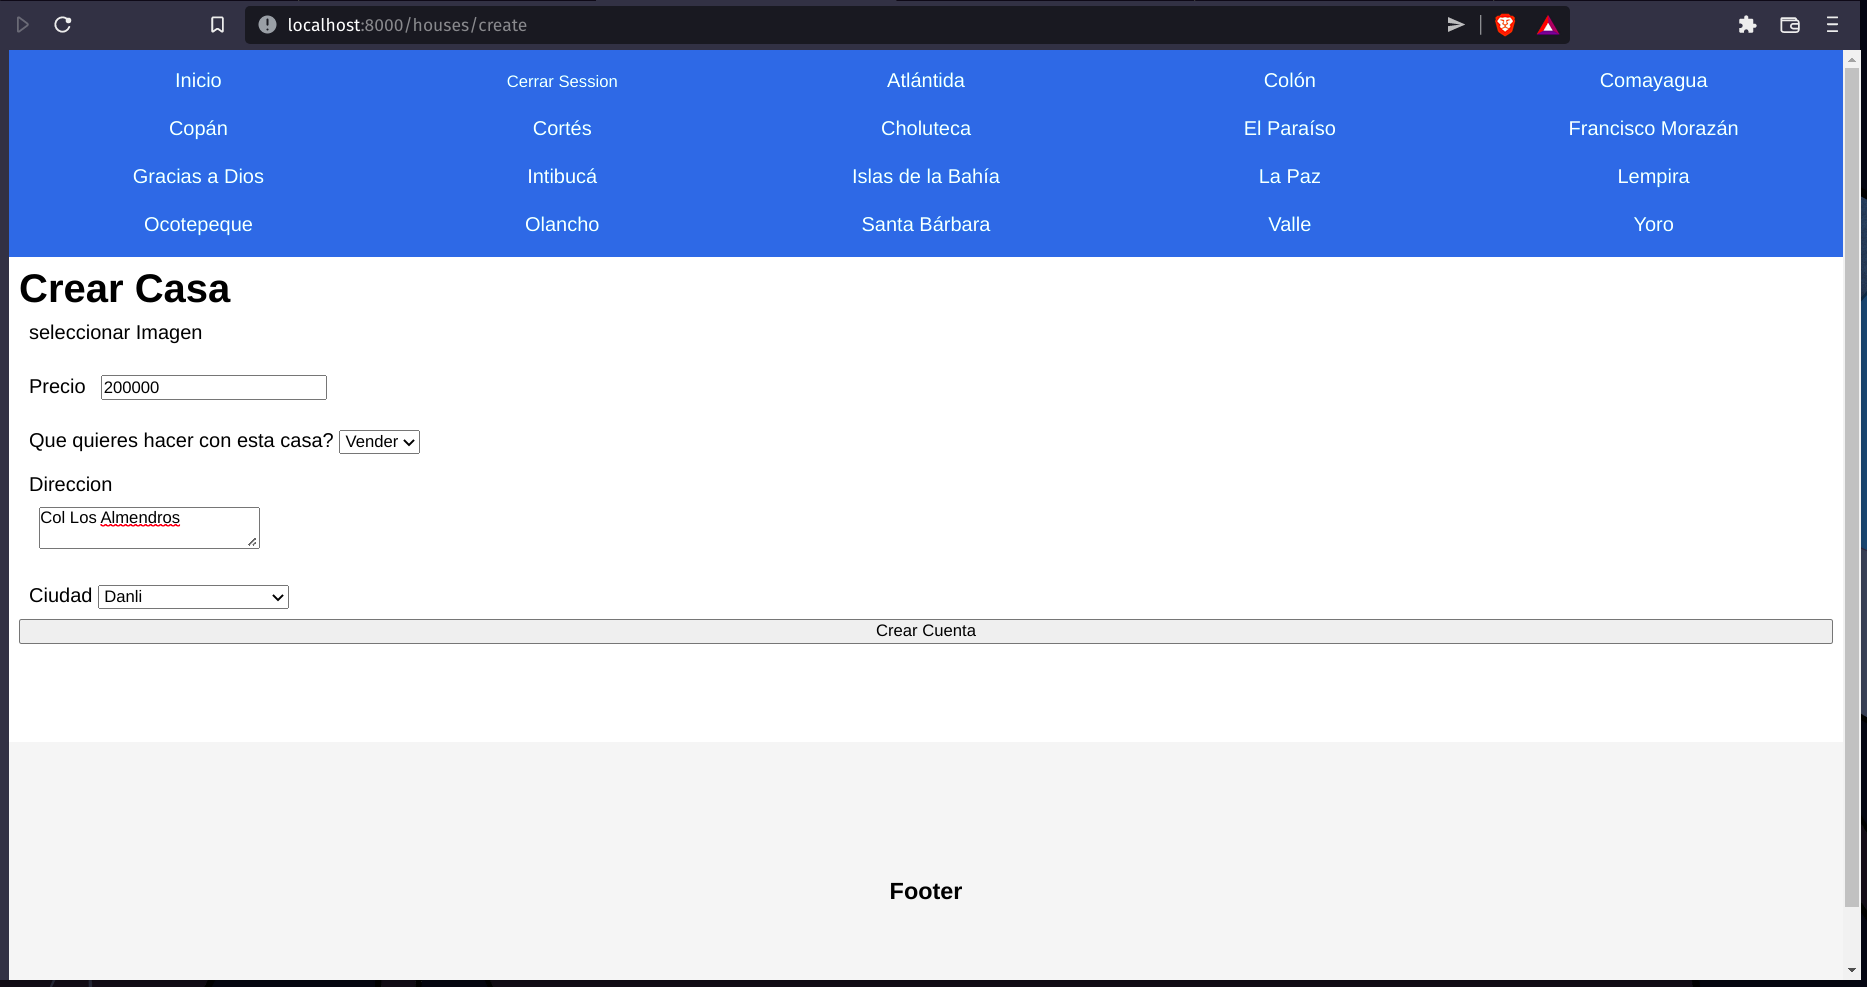 localhost:8000/houses/create
Inicio Cerrar Session Atlántida Colón Comayagua
Copán Cortés Choluteca El Paraíso Francisco Morazán
Gracias a Dios Intibucá Islas de la Bahía La Paz Lempira
Ocotepeque Olancho Santa Bárbara Valle Yoro
Crear Casa
seleccionar Imagen
Precio 200000
Que quieres hacer con esta casa? Vender
Direccion
Col Los Almendros
Ciudad Danli
Crear Cuenta
Footer